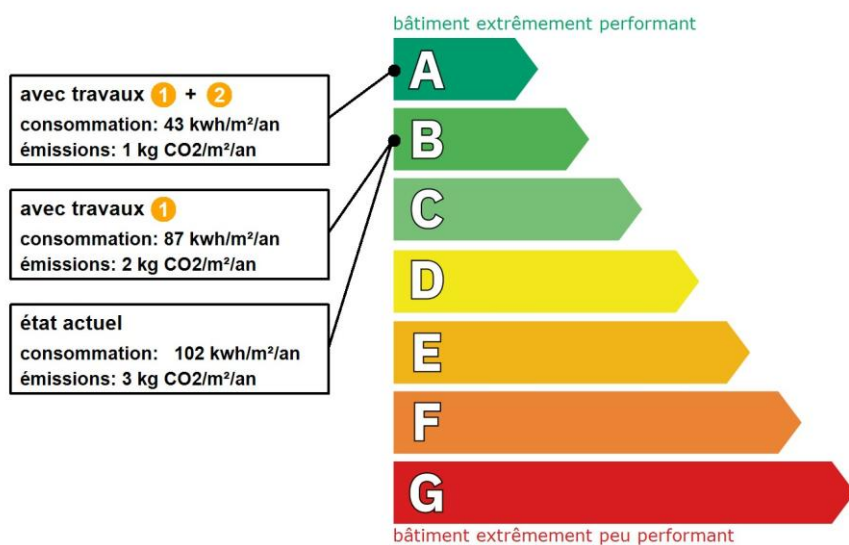 bâtiment extrêmement performant
avec travaux 1 + 2
consommation: 43 kwh/m²/an
émissions: 1 kg CO2/m²/an
avec travaux 1
consommation: 87 kwh/m²/an
émissions: 2 kg CO2/m²/an
état actuel
consommation: 102 kwh/m²/an
émissions: 3 kg CO2/m²/an
A
B
C
D
E
F
G
bâtiment extrêmement peu performant